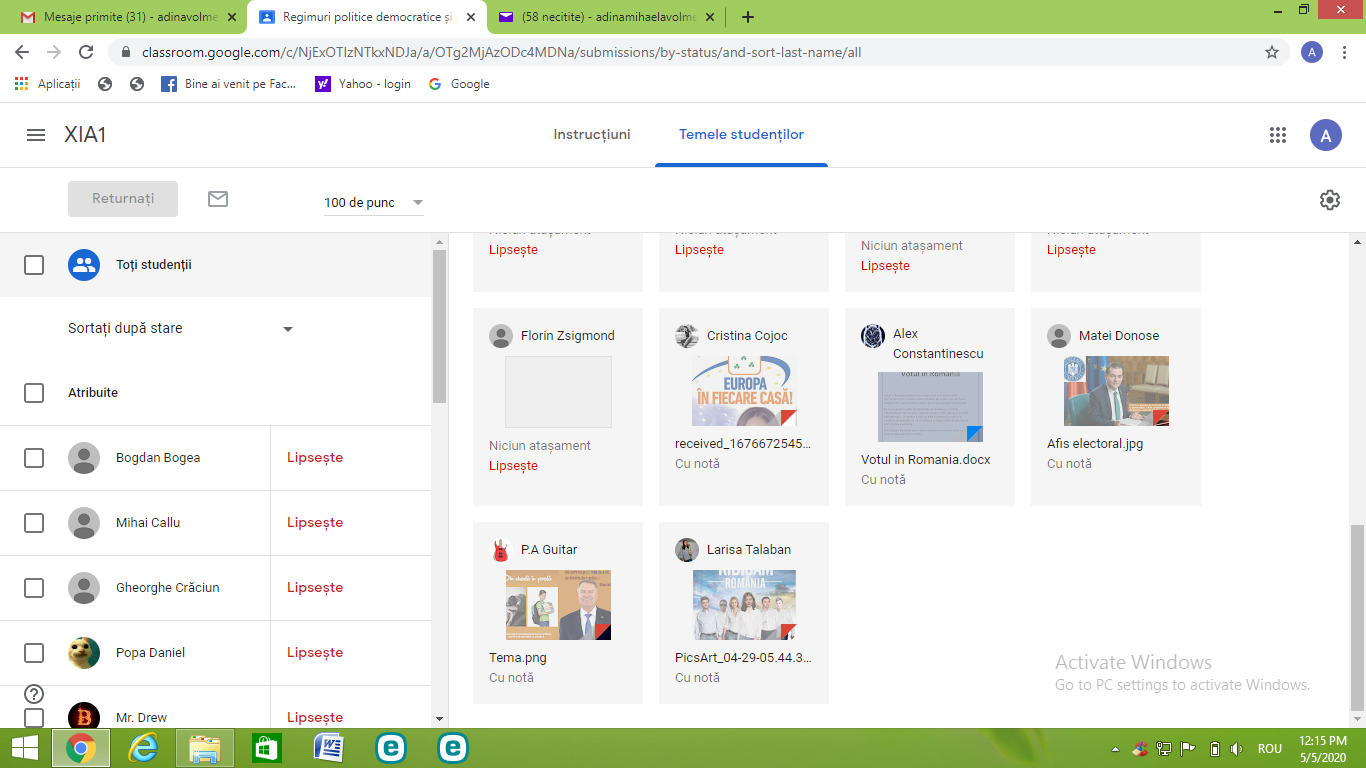 Mesaje primite (31) - adinavolme
Regimuri politice democratice și
(58 necitite) - adinamihaelavolme
classroom.google.com/c/NjExOTIzNTkxNDJa/a/OTg2MjAzODc4MDNa/submissions/by-status/and-sort-last-name/all
A
Aplicații
Bine ai venit pe Fac...
Yahoo - login
Google
XIA1
Instrucțiuni
Temele studenților
A
Returnați
100 de punc
Toți studenții
Sortați după stare
Atribuite
Bogdan Bogea
Lipsește
Mihai Callu
Lipsește
Gheorghe Crăciun
Lipsește
Popa Daniel
Lipsește
Mr. Drew
Lipsește
Niciun atașament
Lipsește
Niciun atașament
Lipsește
Niciun atașament
Lipsește
Niciun atașament
Lipsește
Florin Zsigmond
Niciun atașament
Lipsește
Cristina Cojoc
EUROPA
ÎN FIECARE CASĂ!
received_1676672545...
Cu notă
Alex
Constantinescu
Votul in Romania
Votul in Romania.docx
Cu notă
Matei Donose
Afis electoral.jpg
Cu notă
P.A Guitar
Tema.png
Cu notă
Larisa Talaban
RIDICĂM
ROMÂNIA
PicsArt_04-29-05.44.3...
Cu notă
Activate Windows
Go to PC settings to activate Windows.
ROU
12:15 PM
5/5/2020